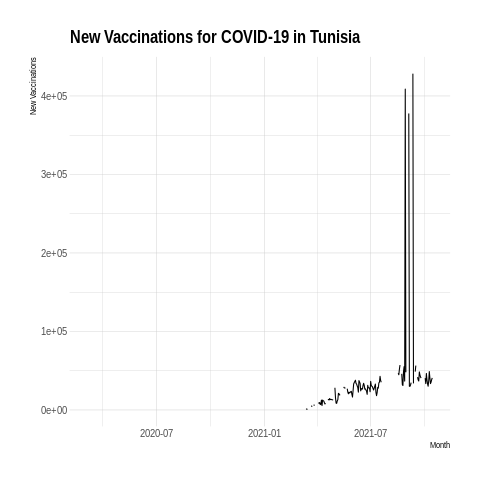 New Vaccinations for COVID-19 in Tunisia
New Vaccinations
4e+05
3e+05
2e+05
1e+05
0e+00
2020-07
2021-01
2021-07
Month